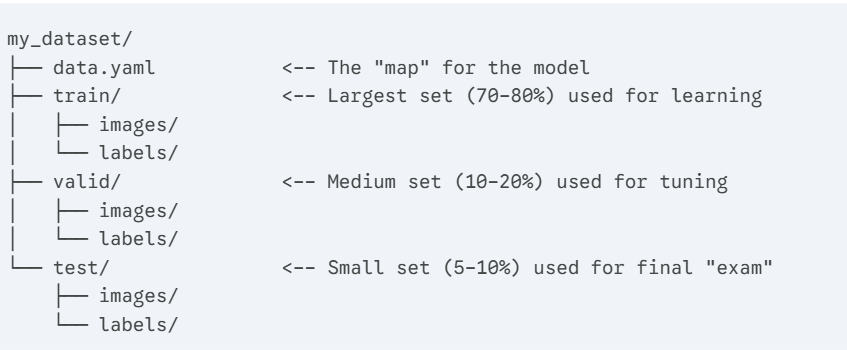 my_dataset/
├── data.yaml           <-- The "map" for the model
├── train/              <-- Largest set (70-80%) used for learning
│   ├── images/
│   └── labels/
├── valid/              <-- Medium set (10-20%) used for tuning
│   ├── images/
│   └── labels/
└── test/               <-- Small set (5-10%) used for final "exam"
    ├── images/
    └── labels/